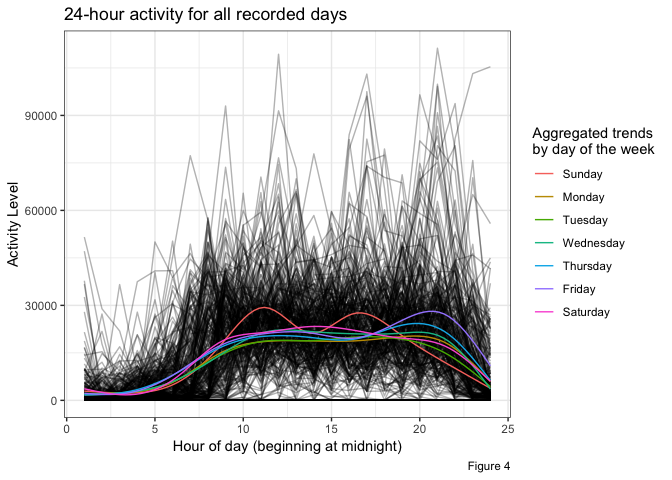 24-hour activity for all recorded days
Activity Level
90000
60000
30000
0
0 5 10 15 20 25
Hour of day (beginning at midnight)
Aggregated trends
by day of the week
Sunday
Monday
Tuesday
Wednesday
Thursday
Friday
Saturday
Figure 4